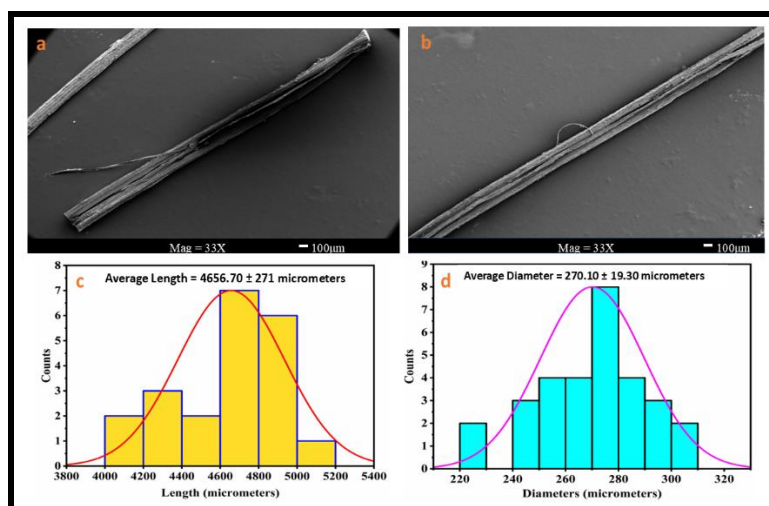 a
Mag = 33X
100µm
b
Mag = 33X
100µm
c
Average Length = 4656.70 ± 271 micrometers
Counts
8
7
6
5
4
3
2
1
0
3800 4000 4200 4400 4600 4800 5000 5200 5400
Length (micrometers)
d
Average Diameter = 270.10 ± 19.30 micrometers
Counts
9
8
7
6
5
4
3
2
1
0
220 240 260 280 300 320
Diameters (micrometers)